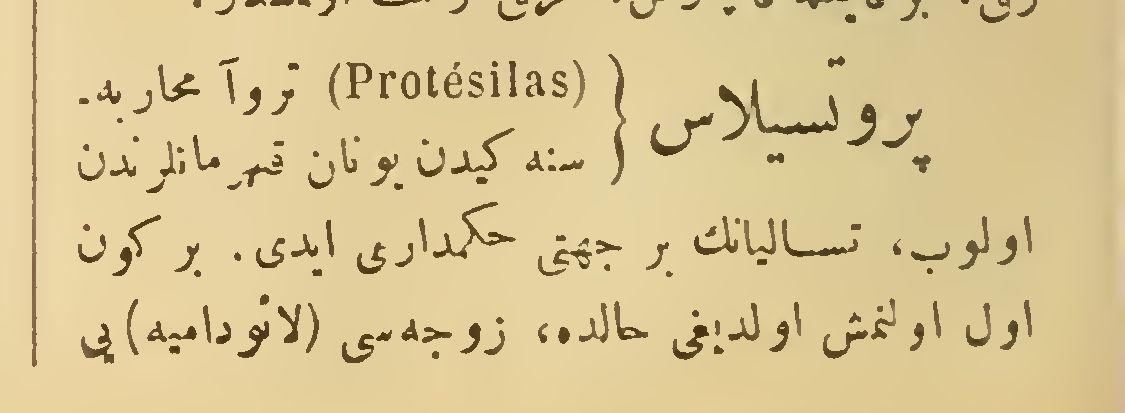 پروتسیلاس } (Protésilas) تروآ محاربه‌-
سنه کیدن یونان قهرمانلرندن
اولوب، تسالیانك بر جهتی حکمداری ایدی. بر کون
اول اولنمش اولدیغی حالده، زوجه‌سی (لائودامیه) یی